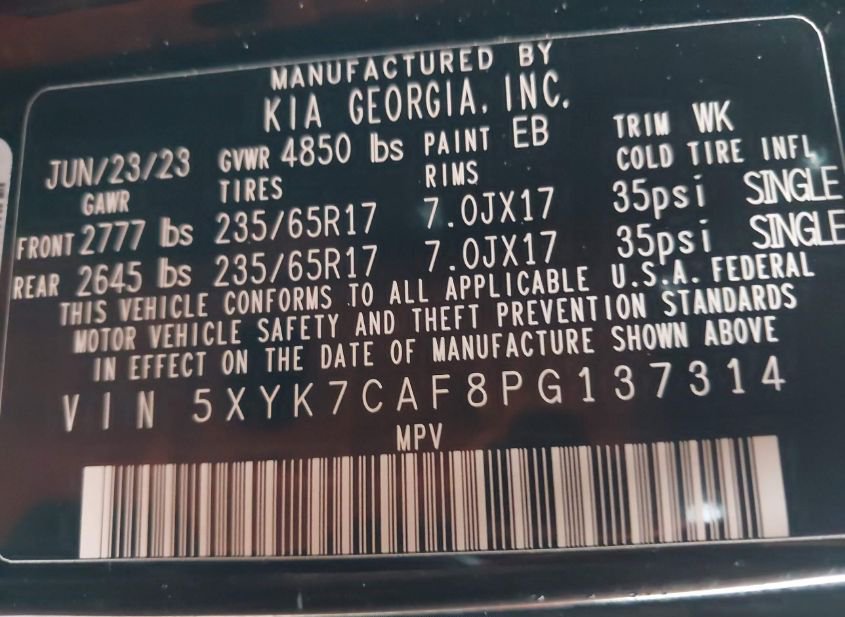 MANUFACTURED BY
KIA GEORGIA, INC.
JUN/23/23 GVWR 4850 lbs PAINT EB TRIM WK
GAWR TIRES RIMS COLD TIRE INFL
FRONT 2777 lbs 235/65R17 7.0JX17 35psi SINGLE
REAR 2645 lbs 235/65R17 7.0JX17 35psi SINGLE
THIS VEHICLE CONFORMS TO ALL APPLICABLE U.S.A. FEDERAL
MOTOR VEHICLE SAFETY AND THEFT PREVENTION STANDARDS
IN EFFECT ON THE DATE OF MANUFACTURE SHOWN ABOVE
VIN 5XYK7CAF8PG137314
MPV